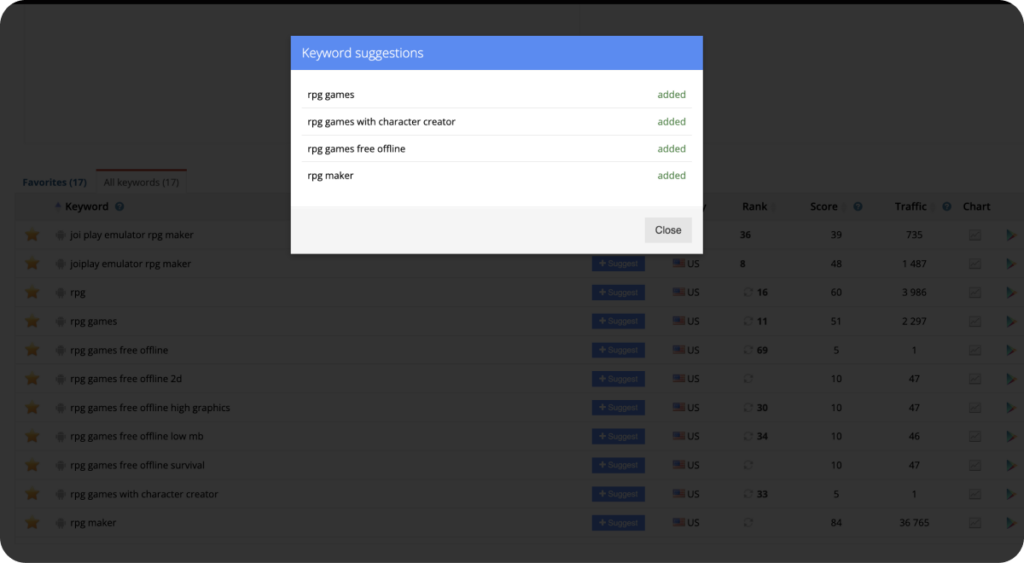 Keyword suggestions
rpg games added
rpg games with character creator added
rpg games free offline added
rpg maker added
Close
Favorites (17) All keywords (17)
Keyword ? y Rank Score ? Traffic ? Chart
joi play emulator rpg maker 36 39 735
joiplay emulator rpg maker + Suggest US 8 48 1 487
rpg + Suggest US 16 60 3 986
rpg games + Suggest US 11 51 2 297
rpg games free offline + Suggest US 69 5 1
rpg games free offline 2d + Suggest US 10 47
rpg games free offline high graphics + Suggest US 30 10 47
rpg games free offline low mb + Suggest US 34 10 46
rpg games free offline survival + Suggest US 10 47
rpg games with character creator + Suggest US 33 5 1
rpg maker + Suggest US 84 36 765